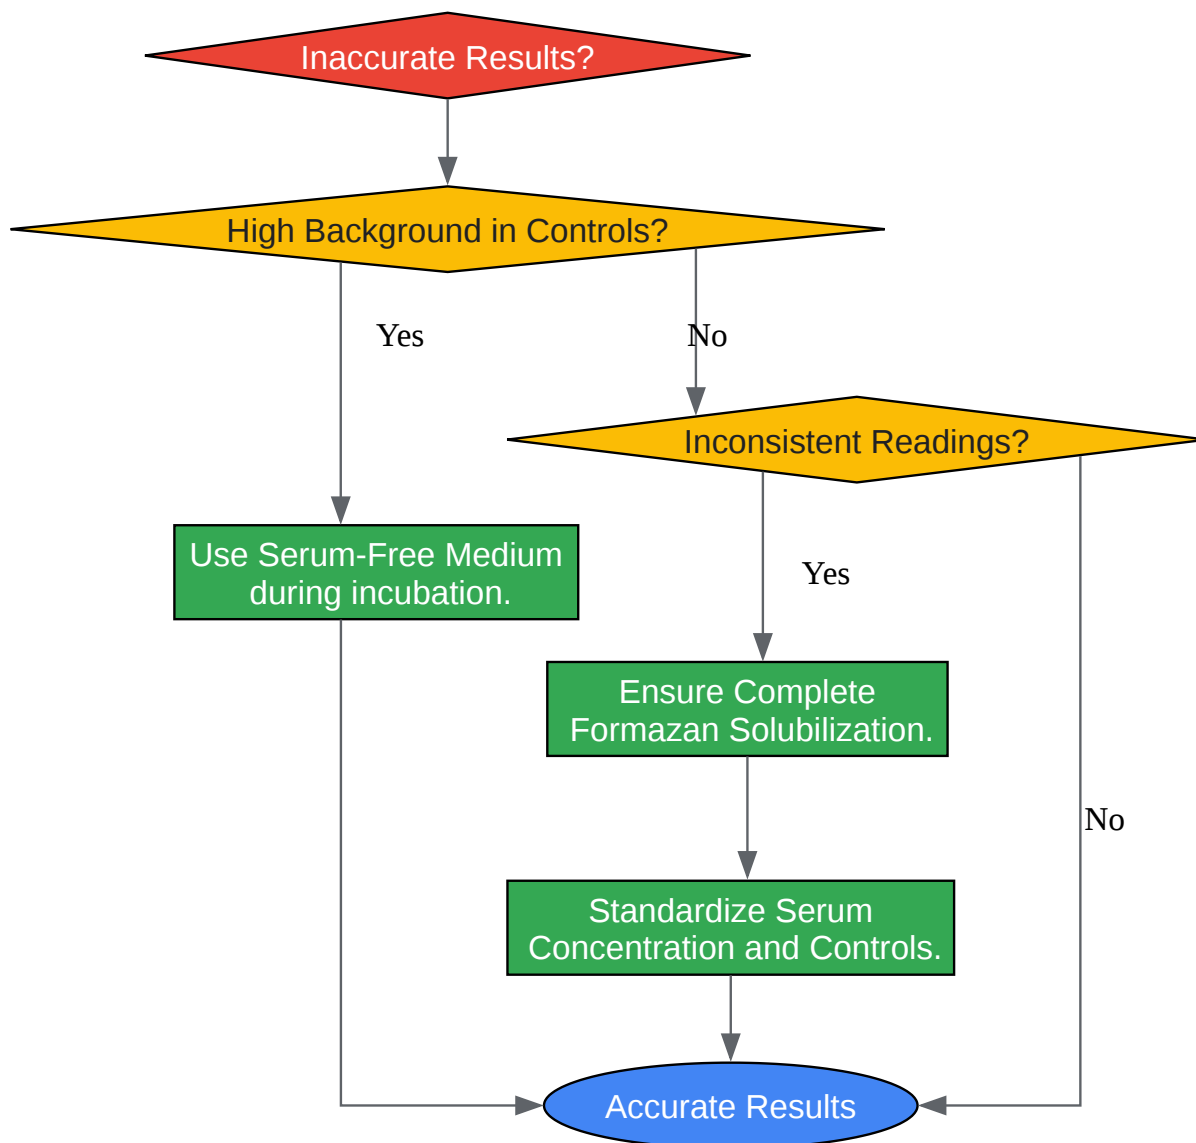 Inaccurate Results?
High Background in Controls?
Yes
No
Inconsistent Readings?
Use Serum-Free Medium
during incubation.
Yes
Ensure Complete
Formazan Solubilization.
No
Standardize Serum
Concentration and Controls.
Accurate Results